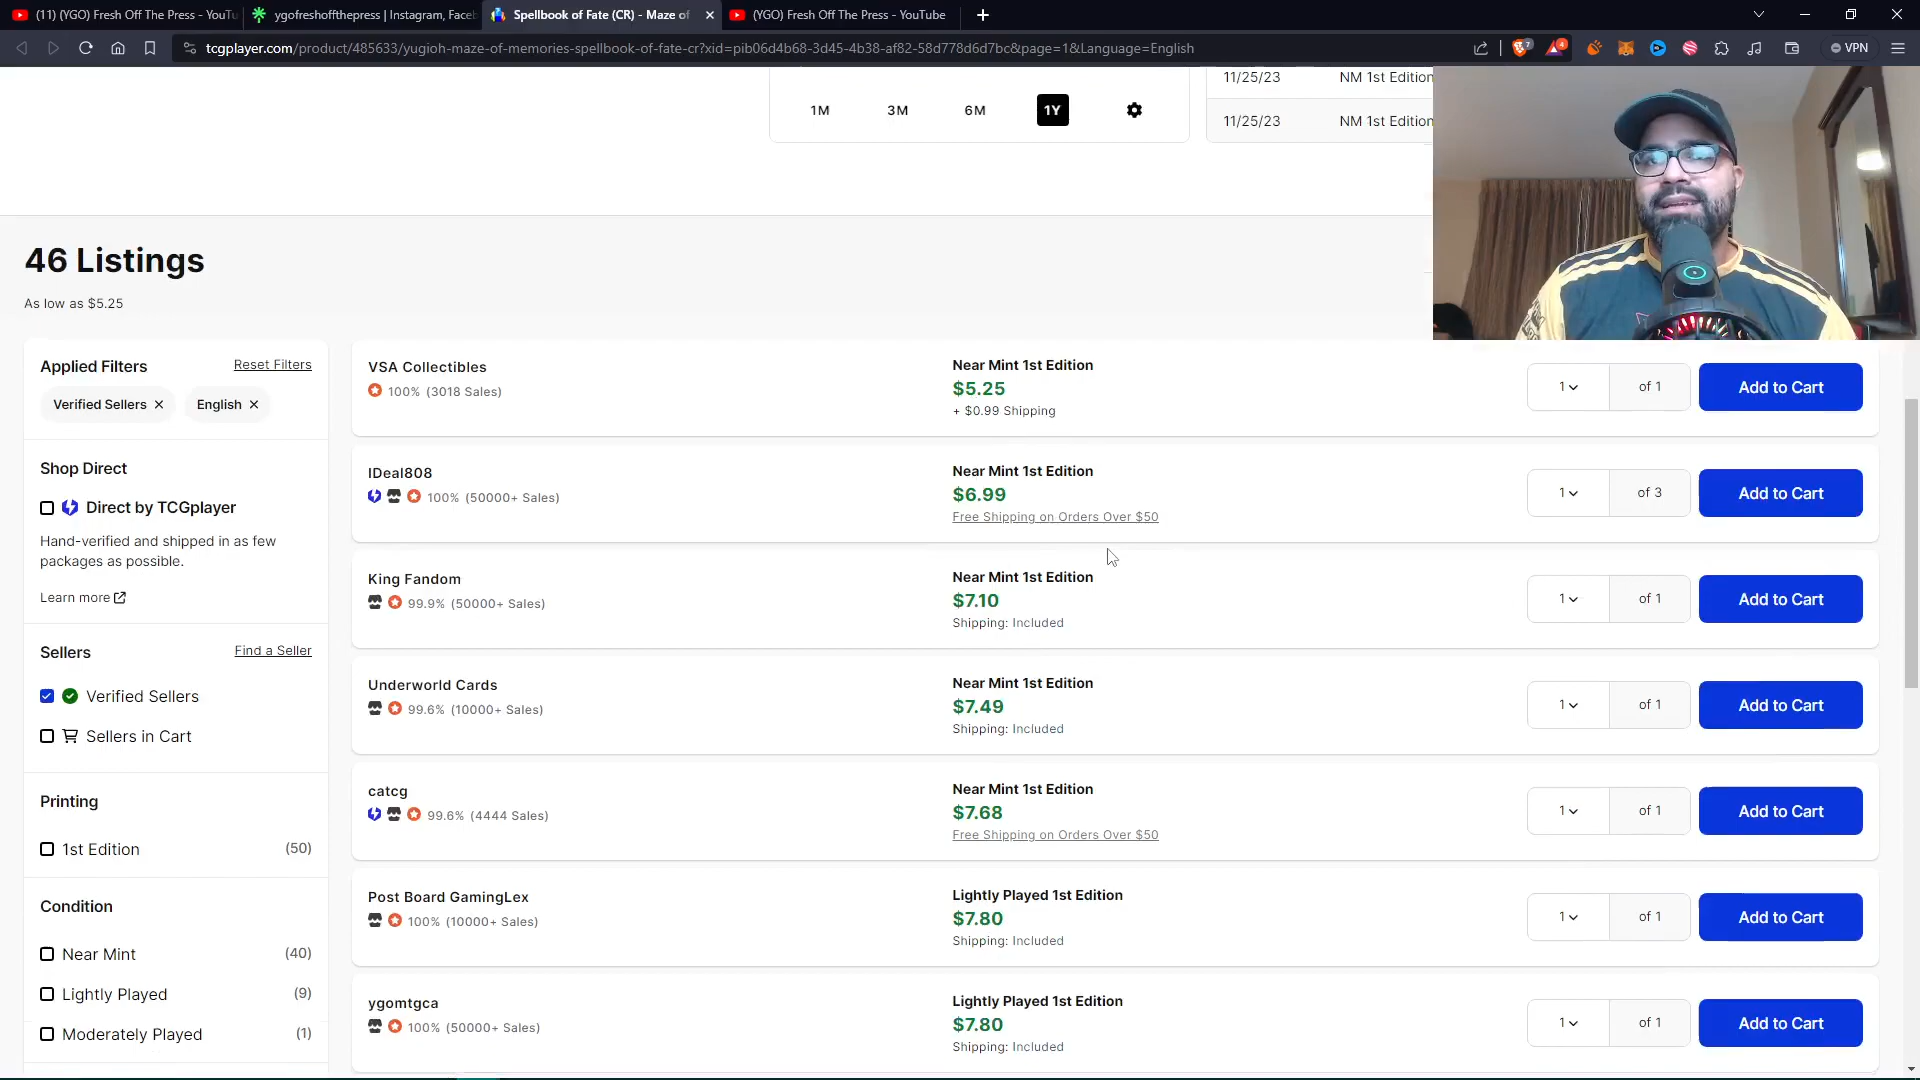 (11) (YGO) Fresh Off The Press - YouTu
ygofreshoffthepress | Instagram, Faceb
Spellbook of Fate (CR) - Maze of
(YGO) Fresh Off The Press - YouTube
tcgplayer.com/product/485633/yugioh-maze-of-memories-spellbook-of-fate-cr?xid=pib06d4b68-3d45-4b38-af82-58d778d6d7bc&page=1&Language=English
7
4
VPN
11/25/23 NM 1st Edition
1M 3M 6M 1Y
11/25/23 NM 1st Edition
46 Listings
As low as $5.25
Applied Filters Reset Filters
Verified Sellers
English
Shop Direct
Direct by TCGplayer
Hand-verified and shipped in as few
packages as possible.
Learn more
Sellers Find a Seller
Verified Sellers
Sellers in Cart
Printing
1st Edition (50)
Condition
Near Mint (40)
Lightly Played (9)
Moderately Played (1)
VSA Collectibles
100% (3018 Sales)
Near Mint 1st Edition
$5.25
+ $0.99 Shipping
1 of 1 Add to Cart
IDeal808
100% (50000+ Sales)
Near Mint 1st Edition
$6.99
Free Shipping on Orders Over $50
1 of 3 Add to Cart
King Fandom
99.9% (50000+ Sales)
Near Mint 1st Edition
$7.10
Shipping: Included
1 of 1 Add to Cart
Underworld Cards
99.6% (10000+ Sales)
Near Mint 1st Edition
$7.49
Shipping: Included
1 of 1 Add to Cart
catcg
99.6% (4444 Sales)
Near Mint 1st Edition
$7.68
Free Shipping on Orders Over $50
1 of 1 Add to Cart
Post Board GamingLex
100% (10000+ Sales)
Lightly Played 1st Edition
$7.80
Shipping: Included
1 of 1 Add to Cart
ygomtgca
100% (50000+ Sales)
Lightly Played 1st Edition
$7.80
Shipping: Included
1 of 1 Add to Cart